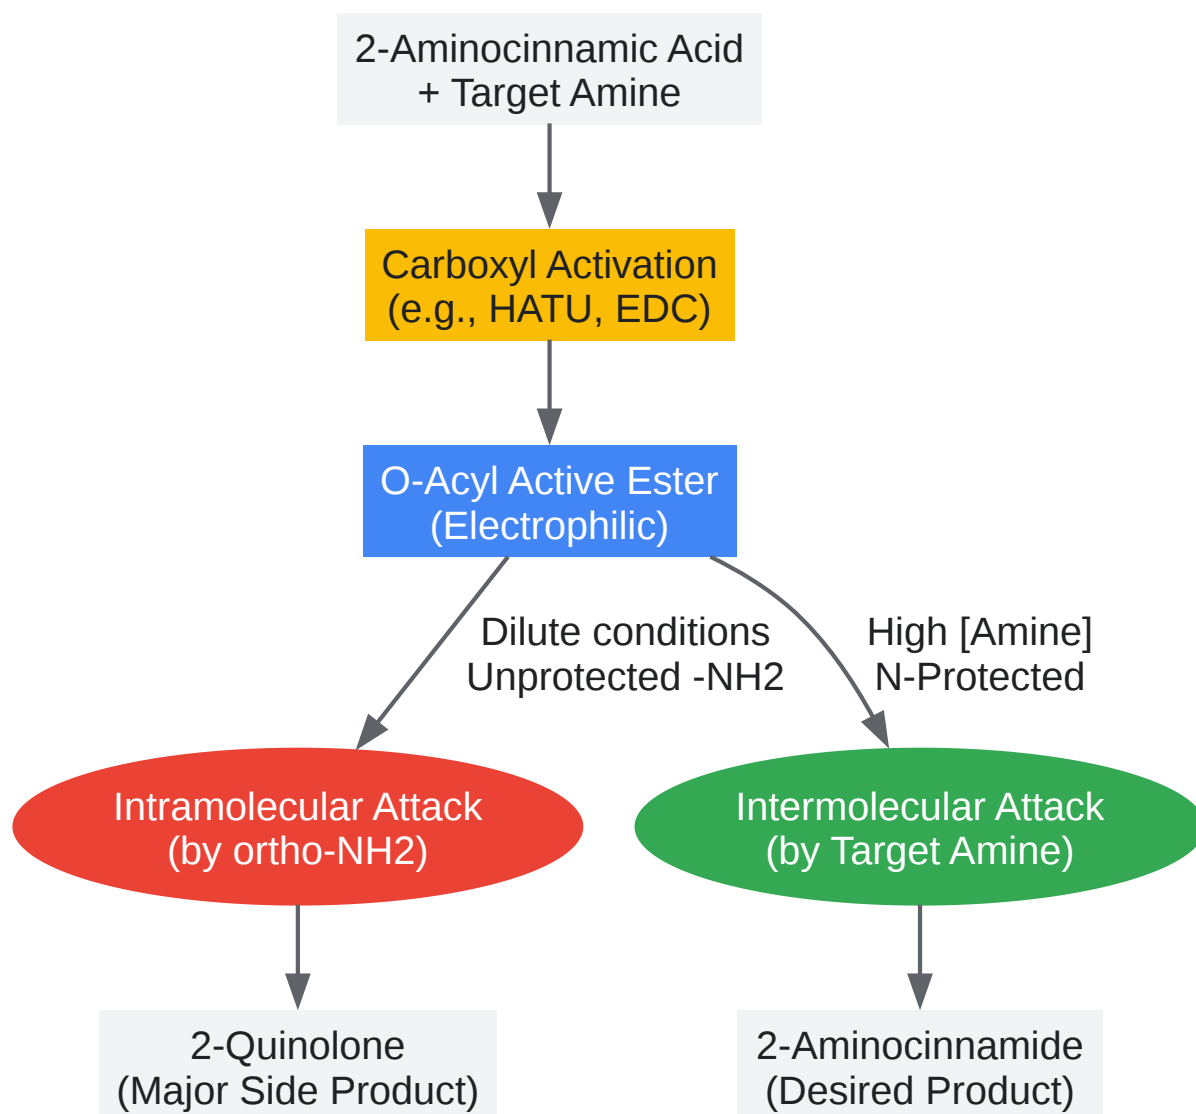 2-Aminocinnamic Acid
+ Target Amine
Carboxyl Activation
(e.g., HATU, EDC)
O-Acyl Active Ester
(Electrophilic)
Dilute conditions
Unprotected -NH2
High [Amine]
N-Protected
Intramolecular Attack
(by ortho-NH2)
Intermolecular Attack
(by Target Amine)
2-Quinolone
(Major Side Product)
2-Aminocinnamide
(Desired Product)